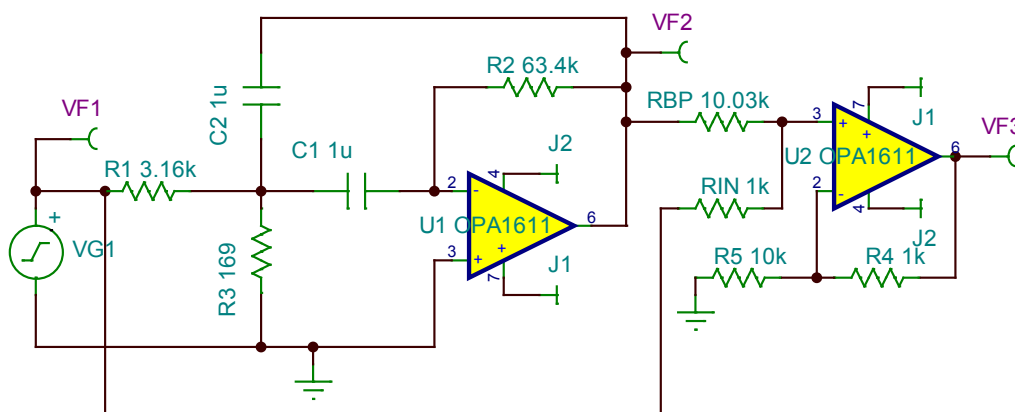 VF2
R2 63.4k
C2 1u
VF1
RBP 10.03k
C1 1u
R1 3.16k
J2
J1
VF3
3
+
7
+
U2 OPA1611
6
2
-
4
RIN 1k
J2
4
2
-
U1 OPA1611
6
3
+
+
7
J1
+
VG1
R3 169
R5 10k
R4 1k